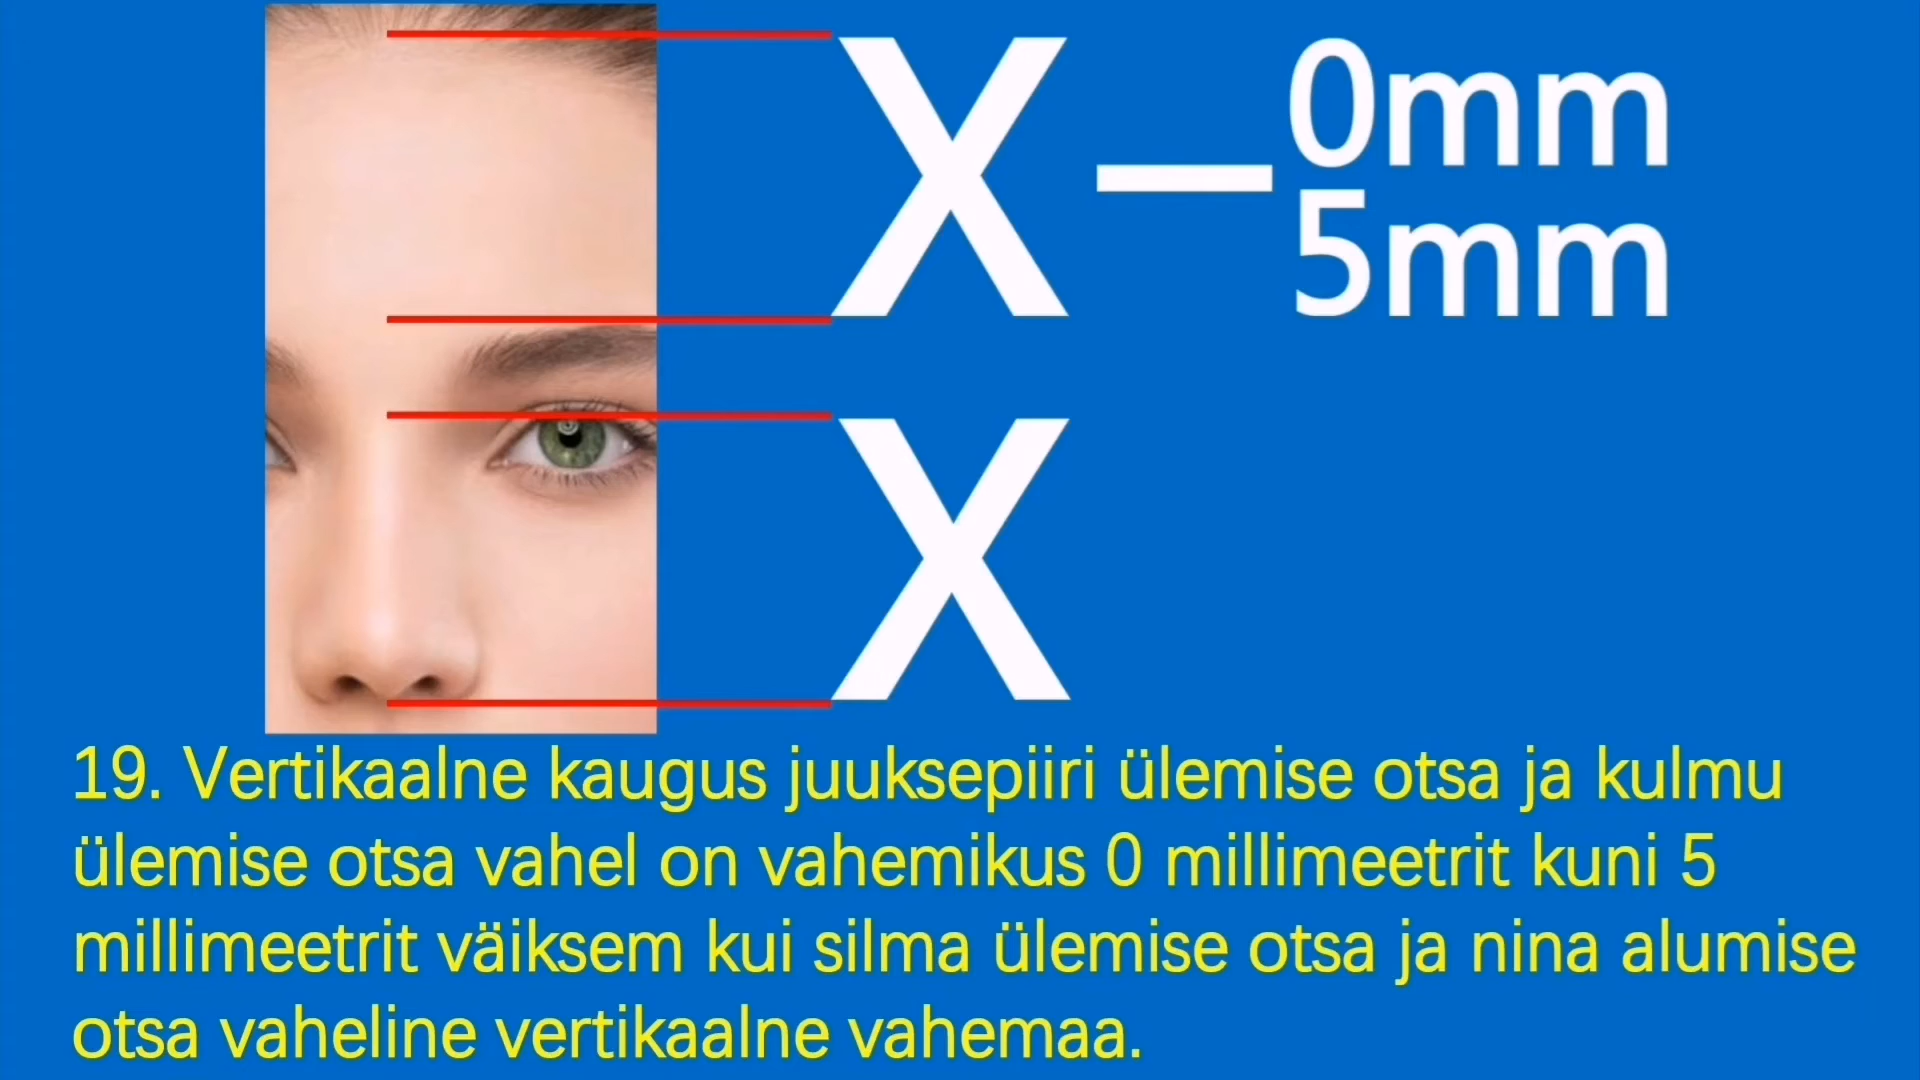 X – 0mm
5mm
X
19. Vertikaalne kaugus juuksepiiri ülemise otsa ja kulmu
ülemise otsa vahel on vahemikus 0 millimeetrit kuni 5
millimeetrit väiksem kui silma ülemise otsa ja nina alumise
otsa vaheline vertikaalne vahemaa.